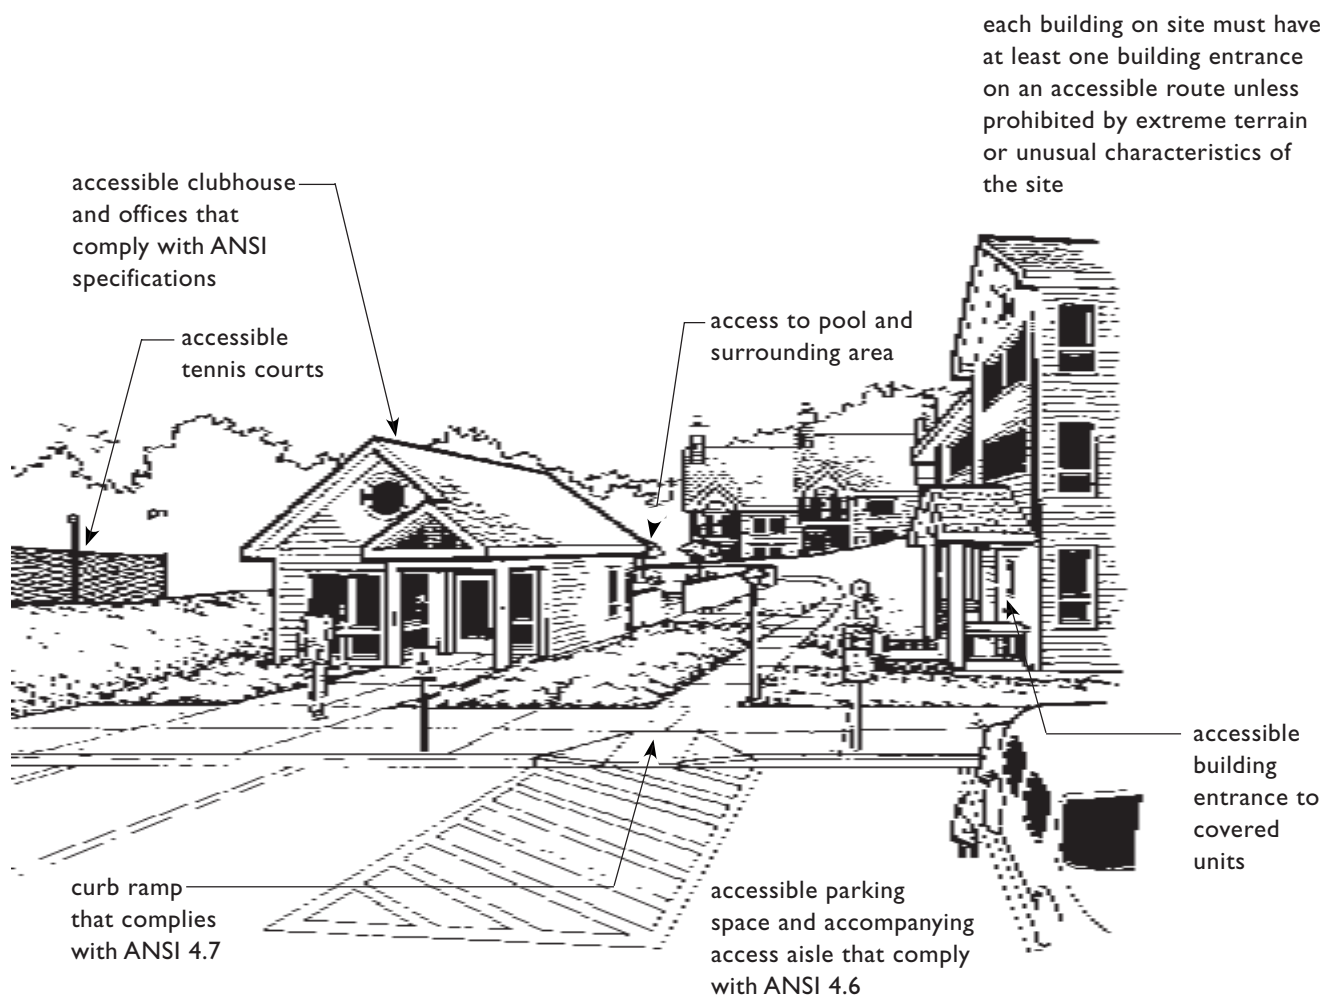 each building on site must have
at least one building entrance
on an accessible route unless
prohibited by extreme terrain
or unusual characteristics of
the site
accessible clubhouse
and offices that
comply with ANSI
specifications
accessible
tennis courts
access to pool and
surrounding area
accessible
building
entrance to
covered
units
curb ramp
that complies
with ANSI 4.7
accessible parking
space and accompanying
access aisle that comply
with ANSI 4.6